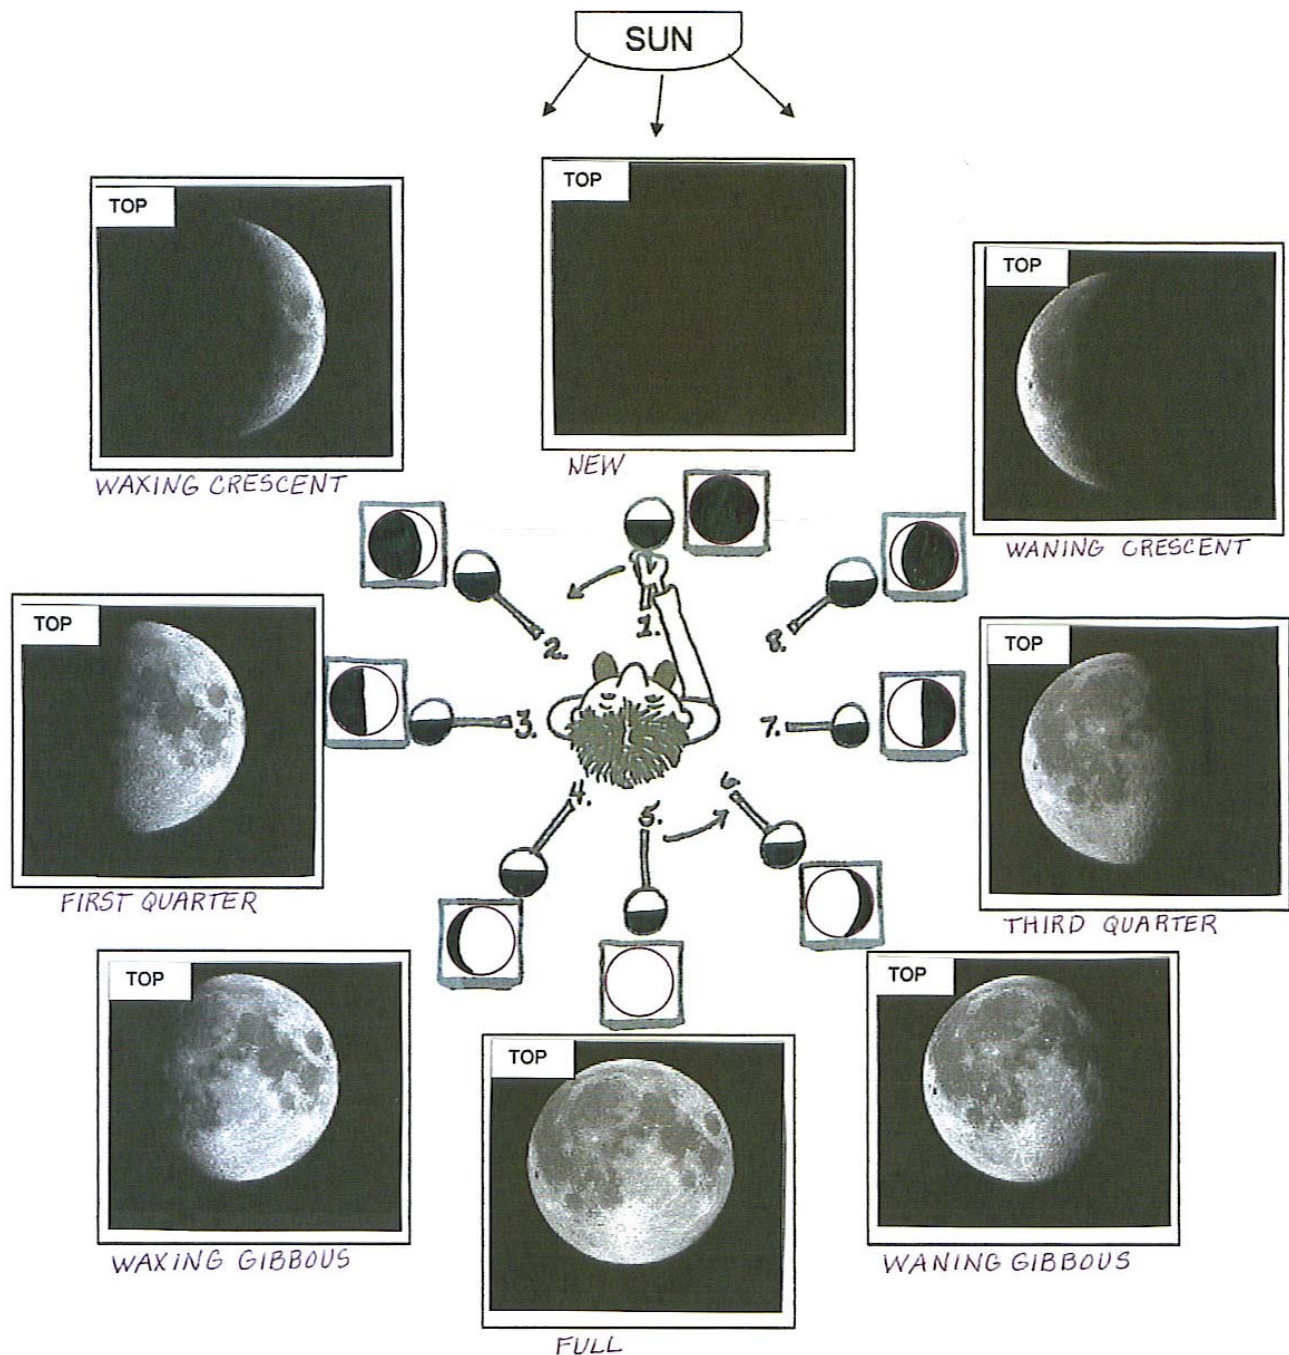 SUN
TOP
WAXING CRESCENT
TOP
NEW
TOP
WANING CRESCENT
1.
2.
8.
TOP
FIRST QUARTER
3.
7.
TOP
THIRD QUARTER
4.
5.
6.
TOP
WAXING GIBBOUS
TOP
FULL
TOP
WANING GIBBOUS